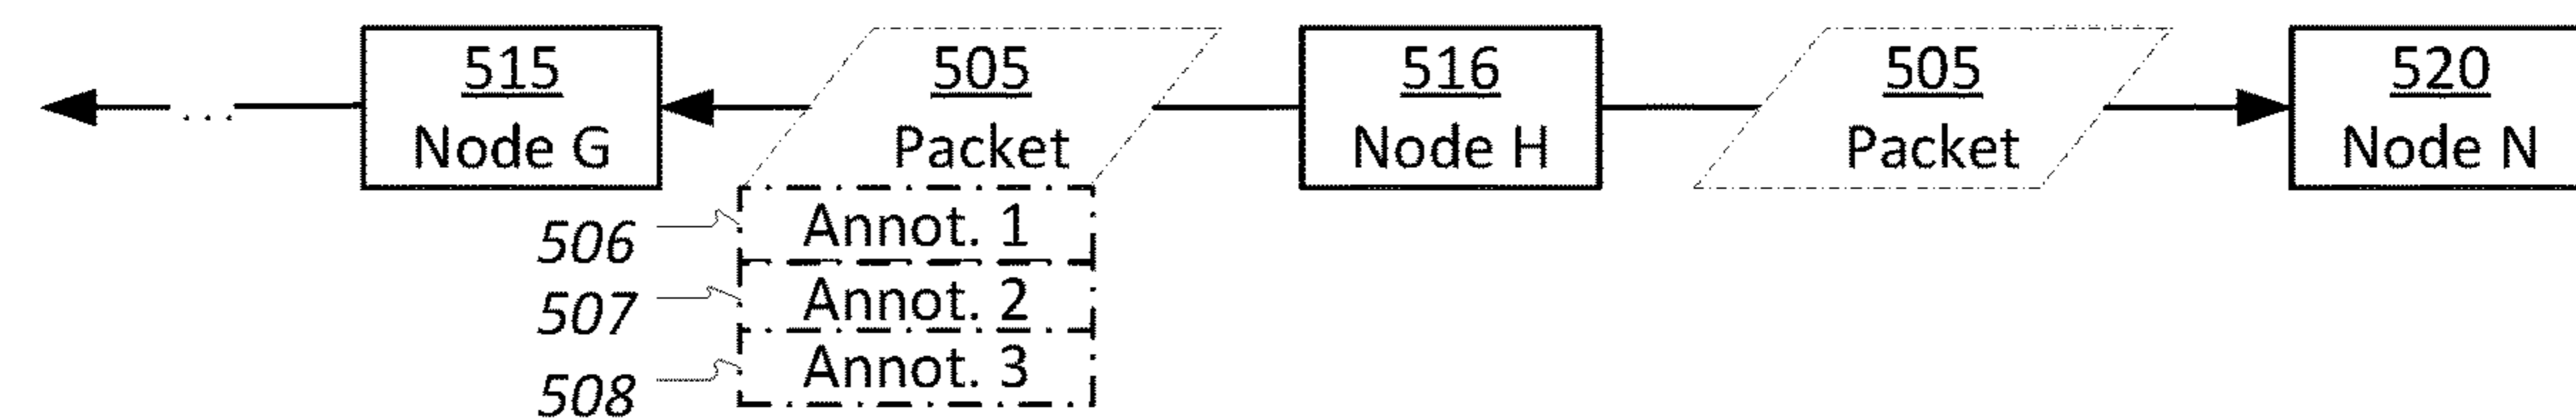 515
Node G
505
Packet
516
Node H
505
Packet
520
Node N
...
506
Annot. 1
507
Annot. 2
508
Annot. 3